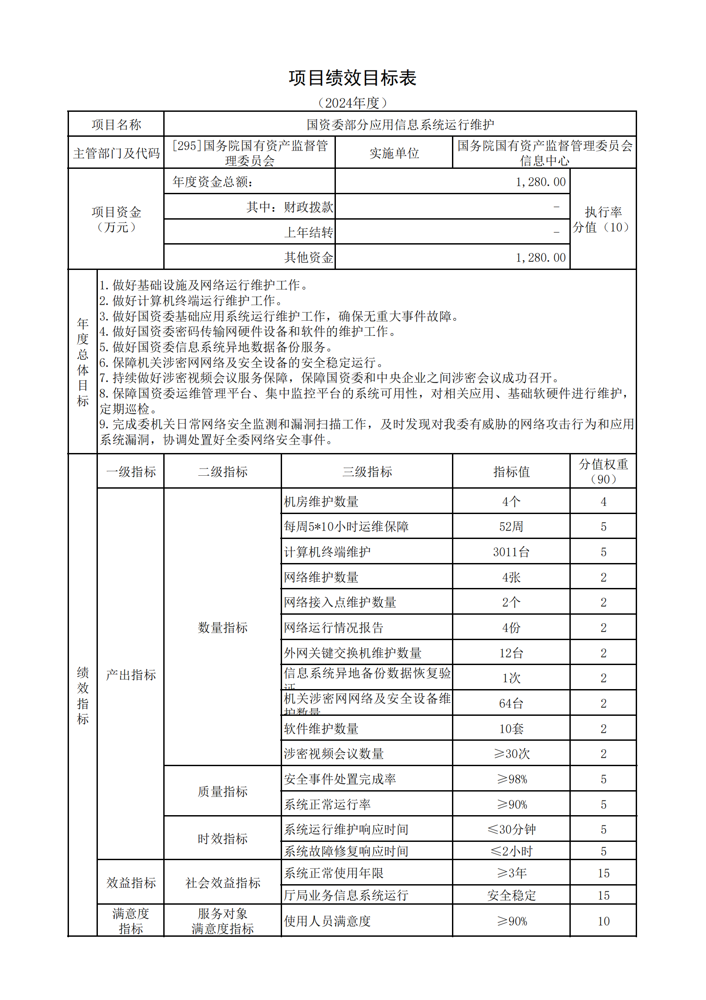 项目绩效目标表
（2024年度）
项目名称
国资委部分应用信息系统运行维护
主管部门及代码
[295]国务院国有资产监督管
理委员会
实施单位
国务院国有资产监督管理委员会
信息中心
项目资金
（万元）
年度资金总额：
1,280.00
执行率
分值（10）
其中：财政拨款
-
上年结转
-
其他资金
1,280.00
年度总体目标
1.做好基础设施及网络运行维护工作。
2.做好计算机终端运行维护工作。
3.做好国资委基础应用系统运行维护工作，确保无重大事件故障。
4.做好国资委密码传输网硬件设备和软件的维护工作。
5.做好国资委信息系统异地数据备份服务。
6.保障机关涉密网网络及安全设备的安全稳定运行。
7.持续做好涉密视频会议服务保障，保障国资委和中央企业之间涉密会议成功召开。
8.保障国资委运维管理平台、集中监控平台的系统可用性，对相关应用、基础软硬件进行维护，
定期巡检。
9.完成委机关日常网络安全监测和漏洞扫描工作，及时发现对我委有威胁的网络攻击行为和应用
系统漏洞，协调处置好全委网络安全事件。
绩效指标
一级指标
二级指标
三级指标
指标值
分值权重
（90）
产出指标
数量指标
机房维护数量
4个
4
每周5*10小时运维保障
52周
5
计算机终端维护
3011台
5
网络维护数量
4张
2
网络接入点维护数量
2个
2
网络运行情况报告
4份
2
外网关键交换机维护数量
12台
2
信息系统异地备份数据恢复验
证
1次
2
机关涉密网网络及安全设备维
护数量
64台
2
软件维护数量
10套
2
涉密视频会议数量
≥30次
2
质量指标
安全事件处置完成率
≥98%
5
系统正常运行率
≥90%
5
时效指标
系统运行维护响应时间
≤30分钟
5
系统故障修复响应时间
≤2小时
5
效益指标
社会效益指标
系统正常使用年限
≥3年
15
厅局业务信息系统运行
安全稳定
15
满意度
指标
服务对象
满意度指标
使用人员满意度
≥90%
10